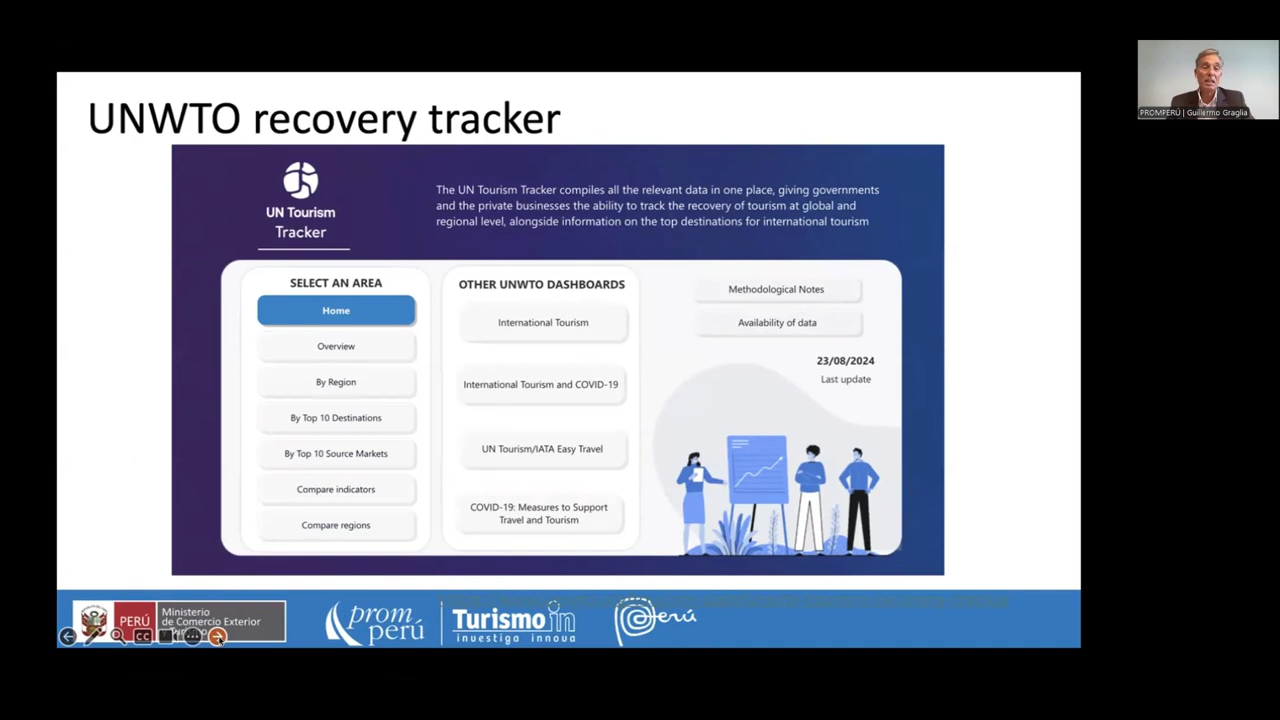 UNWTO recovery tracker
UN Tourism
Tracker
The UN Tourism Tracker compiles all the relevant data in one place, giving governments
and the private businesses the ability to track the recovery of tourism at global and
regional level, alongside information on the top destinations for international tourism
SELECT AN AREA
Home
Overview
By Region
By Top 10 Destinations
By Top 10 Source Markets
Compare indicators
Compare regions
OTHER UNWTO DASHBOARDS
International Tourism
International Tourism and COVID-19
UN Tourism/IATA Easy Travel
COVID-19: Measures to Support
Travel and Tourism
Methodological Notes
Availability of data
23/08/2024
Last update
PERÚ
Ministerio
de Comercio Exterior
CC
prom
perú
Turismo in
investiga innova
Perú
PROMPERÚ | Guillermo Graglia